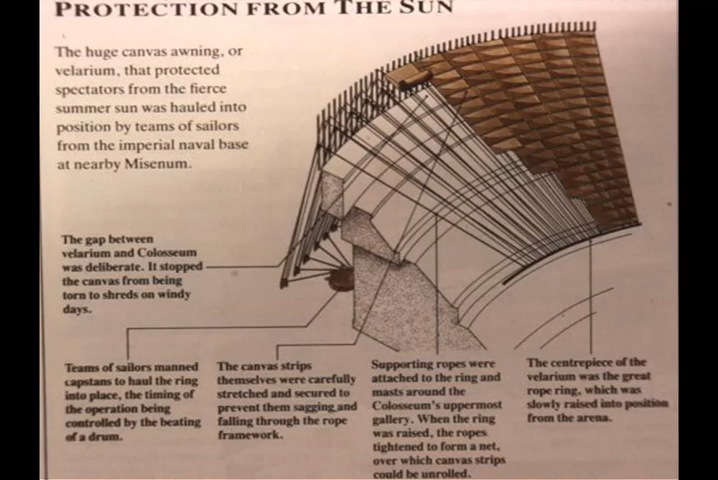 PROTECTION FROM THE SUN
The huge canvas awning, or
velarium, that protected
spectators from the fierce
summer sun was hauled into
position by teams of sailors
from the imperial naval base
at nearby Misenum.
The gap between
velarium and Colosseum
was deliberate. It stopped
the canvas from being
torn to shreds on windy
days.
Teams of sailors manned
capstans to haul the ring
into place, the timing of
the operation being
controlled by the beating
of a drum.
The canvas strips
themselves were carefully
stretched and secured to
prevent them sagging and
falling through the rope
framework.
Supporting ropes were
attached to the ring and
masts around the
Colosseum's uppermost
gallery. When the ring
was raised, the ropes
tightened to form a net,
over which canvas strips
could be unrolled.
The centrepiece of the
velarium was the great
rope ring, which was
slowly raised into position
from the arena.